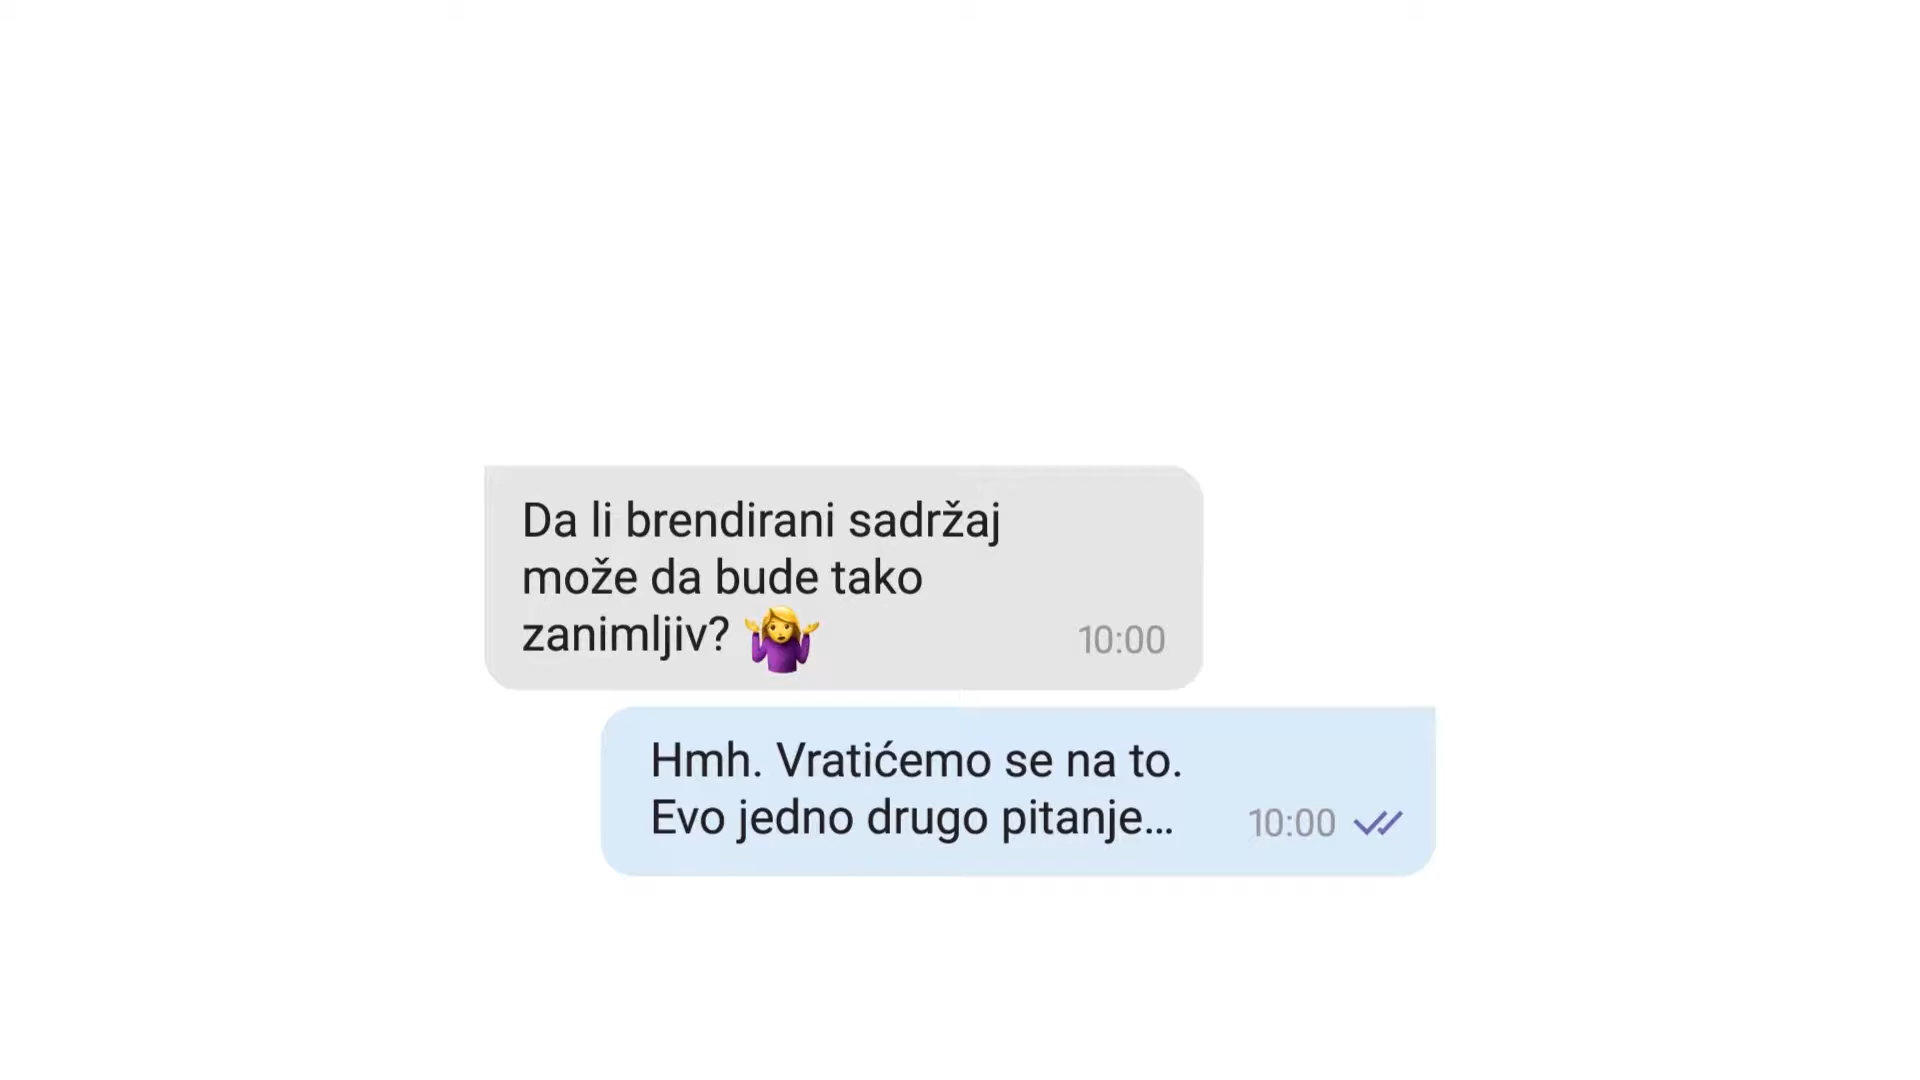 Da li brendirani sadržaj
može da bude tako
zanimljiv? 🤷‍♀️ 10:00
Hmh. Vratićemo se na to.
Evo jedno drugo pitanje... 10:00